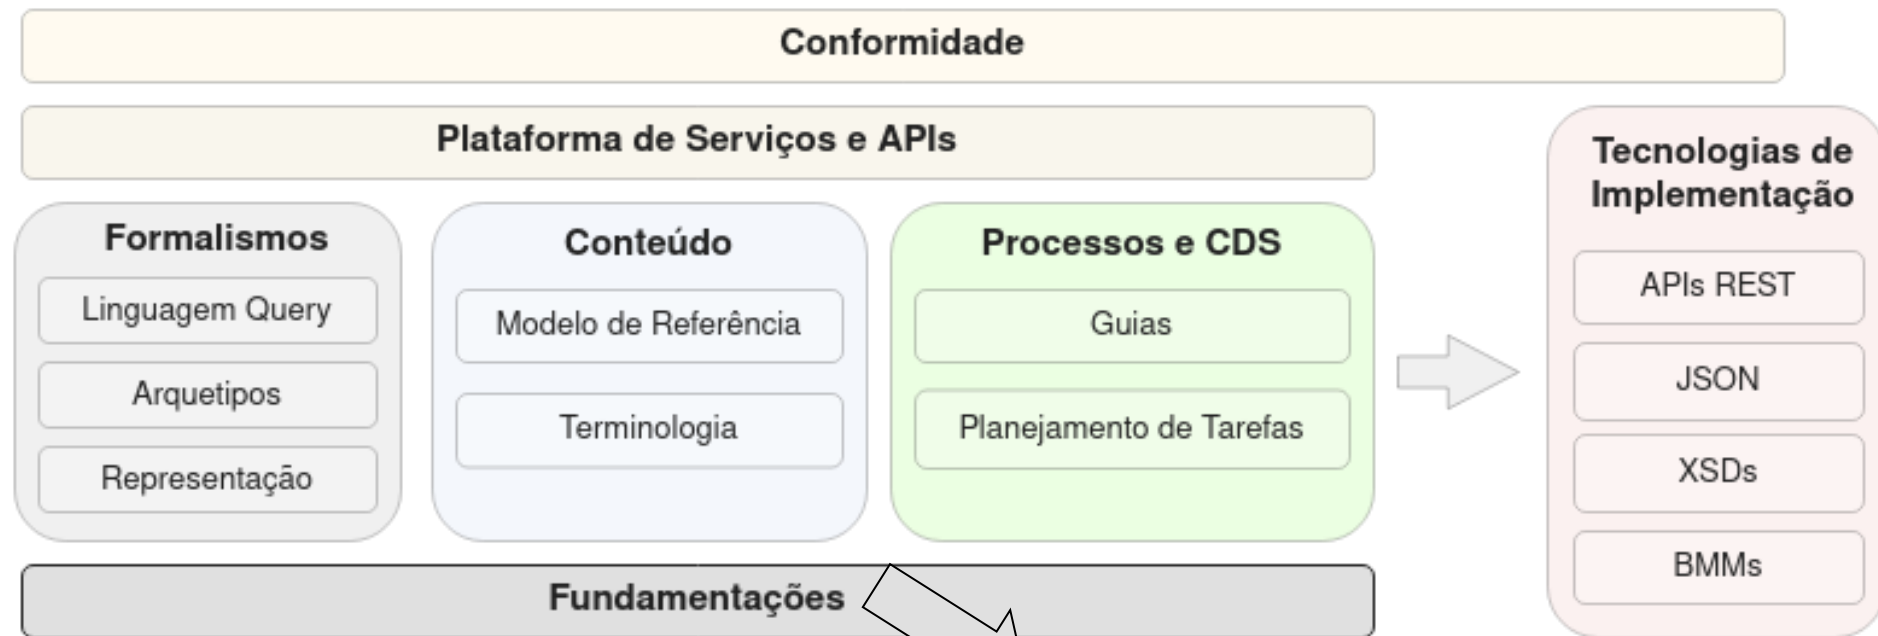 Conformidade
Plataforma de Serviços e APIs
Formalismos
Linguagem Query
Arquetipos
Representação
Conteúdo
Modelo de Referência
Terminologia
Processos e CDS
Guias
Planejamento de Tarefas
Tecnologias de
Implementação
APIs REST
JSON
XSDs
BMMs
Fundamentações